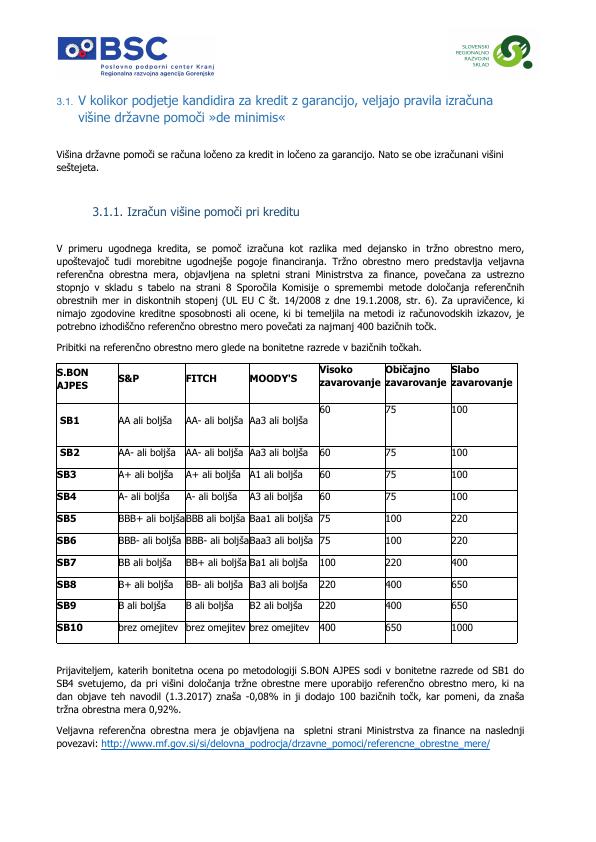 BSC
Poslovno podporni center Kranj
Regionalna razvojna agencija Gorenjske
SLOVENSKI
REGIONALNO
RAZVOJNI
SKLAD
3.1. V kolikor podjetje kandidira za kredit z garancijo, veljajo pravila izračuna
višine državne pomoči »de minimis«
Višina državne pomoči se računa ločeno za kredit in ločeno za garancijo. Nato se obe izračunani višini
seštejeta.
3.1.1. Izračun višine pomoči pri kreditu
V primeru ugodnega kredita, se pomoč izračuna kot razlika med dejansko in tržno obrestno mero,
upoštevajoč tudi morebitne ugodnejše pogoje financiranja. Tržno obrestno mero predstavlja veljavna
referenčna obrestna mera, objavljena na spletni strani Ministrstva za finance, povečana za ustrezno
stopnjo v skladu s tabelo na strani 8 Sporočila Komisije o spremembi metode določanja referenčnih
obrestnih mer in diskontnih stopenj (UL EU C št. 14/2008 z dne 19.1.2008, str. 6). Za upravičence, ki
nimajo zgodovine kreditne sposobnosti ali ocene, ki bi temeljila na metodi iz računovodskih izkazov, je
potrebno izhodiščno referenčno obrestno mero povečati za najmanj 400 bazičnih točk.
Pribitki na referenčno obrestno mero glede na bonitetne razrede v bazičnih točkah.
S.BON AJPES S&P FITCH MOODY'S Visoko zavarovanje Običajno zavarovanje Slabo zavarovanje
SB1 AA ali boljša AA- ali boljša Aa3 ali boljša 60 75 100
SB2 AA- ali boljša AA- ali boljša Aa3 ali boljša 60 75 100
SB3 A+ ali boljša A+ ali boljša A1 ali boljša 60 75 100
SB4 A- ali boljša A- ali boljša A3 ali boljša 60 75 100
SB5 BBB+ ali boljša BBB ali boljša Baa1 ali boljša 75 100 220
SB6 BBB- ali boljša BBB- ali boljša Baa3 ali boljša 75 100 220
SB7 BB ali boljša BB+ ali boljša Ba1 ali boljša 100 220 400
SB8 B+ ali boljša BB- ali boljša Ba3 ali boljša 220 400 650
SB9 B ali boljša B ali boljša B2 ali boljša 220 400 650
SB10 brez omejitev brez omejitev brez omejitev 400 650 1000
Prijaviteljem, katerih bonitetna ocena po metodologiji S.BON AJPES sodi v bonitetne razrede od SB1 do
SB4 svetujemo, da pri višini določanja tržne obrestne mere uporabijo referenčno obrestno mero, ki na
dan objave teh navodil (1.3.2017) znaša -0,08% in ji dodajo 100 bazičnih točk, kar pomeni, da znaša
tržna obrestna mera 0,92%.
Veljavna referenčna obrestna mera je objavljena na spletni strani Ministrstva za finance na naslednji
povezavi: http://www.mf.gov.si/si/delovna_podrocja/drzavne_pomoci/referencne_obrestne_mere/